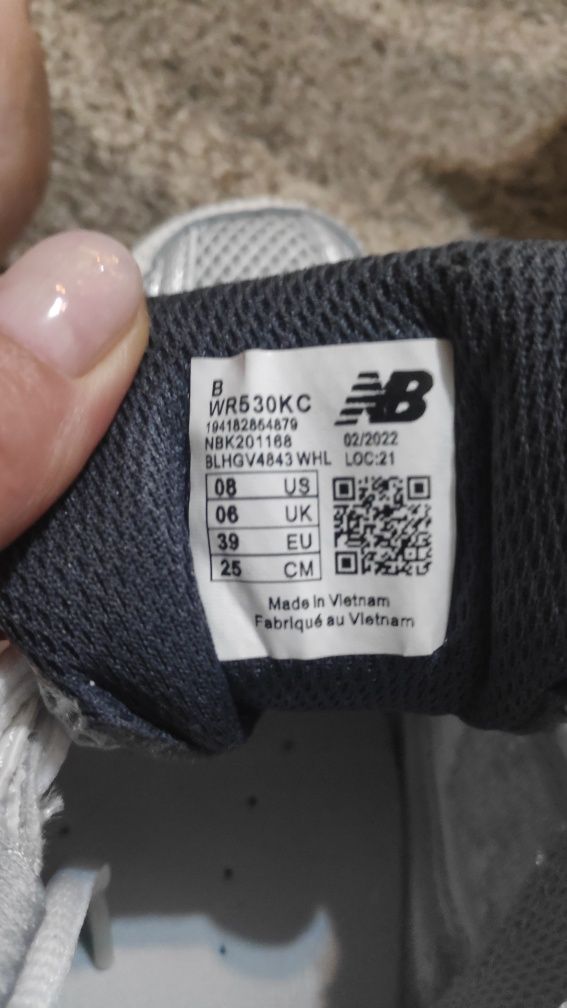 B
WR530KC
194182864879
NBK201168
02/2022
BLHGV4843 WHL LOC:21
NB
08 US
06 UK
39 EU
25 CM
Made in Vietnam
Fabriqué au Vietnam